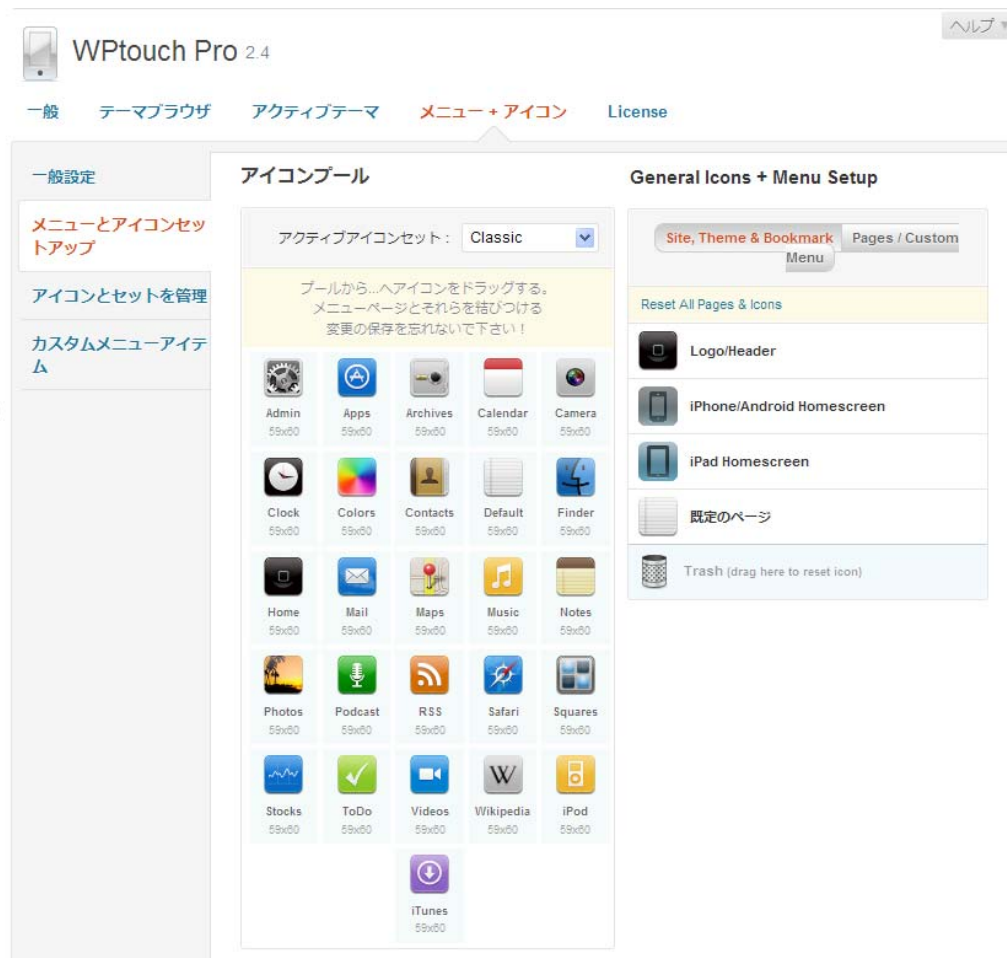 ヘルプ
WPtouch Pro 2.4
一般 テーマブラウザ アクティブテーマ メニュー + アイコン License
一般設定
メニューとアイコンセッ
トアップ
アイコンとセットを管理
カスタムメニューアイテ
ム
アイコンプール
アクティブアイコンセット : Classic
プールから...へアイコンをドラッグする。
メニューページとそれらを結びつける
変更の保存を忘れないで下さい！
Admin Apps Archives Calendar Camera
59x60 59x60 59x60 59x60 59x60
Clock Colors Contacts Default Finder
59x60 59x60 59x60 59x60 59x60
Home Mail Maps Music Notes
59x60 59x60 59x60 59x60 59x60
Photos Podcast RSS Safari Squares
59x60 59x60 59x60 59x60 59x60
W
Stocks ToDo Videos Wikipedia iPod
59x60 59x60 59x60 59x60 59x60
iTunes
59x60
General Icons + Menu Setup
Site, Theme & Bookmark Pages / Custom
Menu
Reset All Pages & Icons
Logo/Header
iPhone/Android Homescreen
iPad Homescreen
既定のページ
Trash (drag here to reset icon)